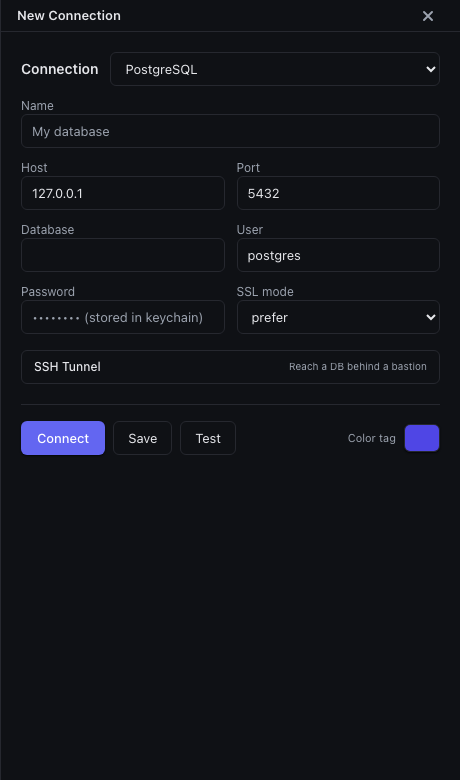 New Connection
Connection PostgreSQL
Name
My database
Host Port
127.0.0.1 5432
Database User
postgres
Password SSL mode
•••••••• (stored in keychain) prefer
SSH Tunnel Reach a DB behind a bastion
Connect Save Test Color tag